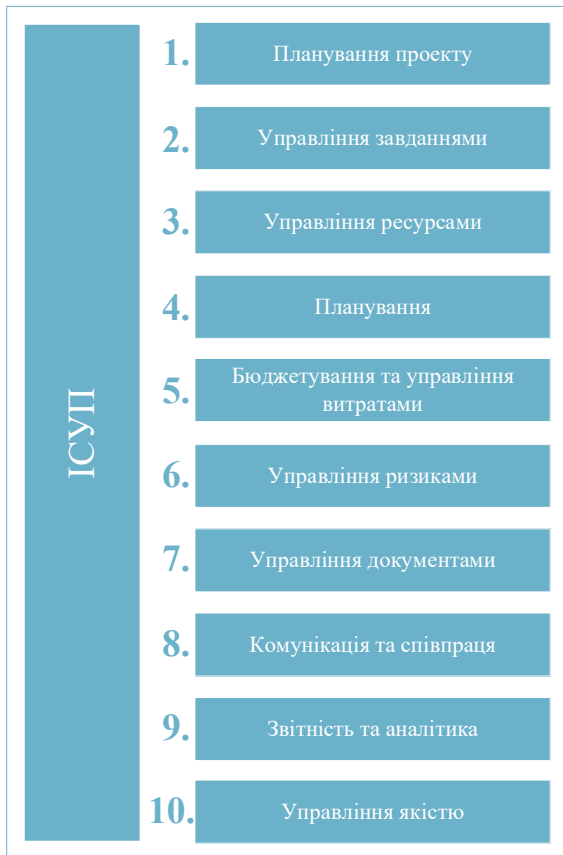 ІСУП
1. Планування проекту
2. Управління завданнями
3. Управління ресурсами
4. Планування
5. Бюджетування та управління
витратами
6. Управління ризиками
7. Управління документами
8. Комунікація та співпраця
9. Звітність та аналітика
10. Управління якістю